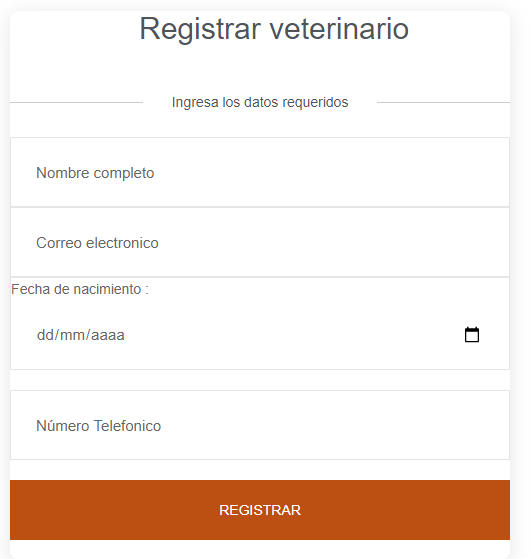 Registrar veterinario
Ingresa los datos requeridos
Nombre completo
Correo electronico
Fecha de nacimiento :
dd/mm/aaaa
Número Telefonico
REGISTRAR